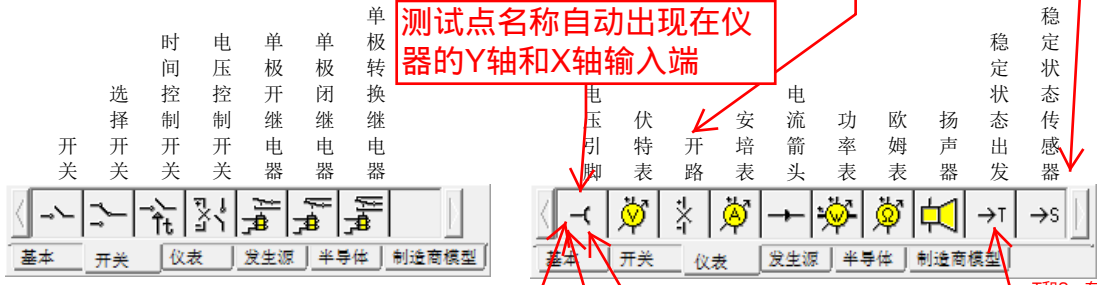 测试点名称自动出现在仪
器的Y轴和X轴输入端
开关
选择开关
时间控制开关
电压控制开关
单极开继电器
单极闭继电器
单极转换继电器
电压引脚
伏特表
开路
安培表
电流箭头
功率表
欧姆表
扬声器
稳定状态出发
稳定状态传感器
t
V
A
W
Ω
T
S
基本 开关 仪表 发生源 半导体 制造商模型
基本 开关 仪表 发生源 半导体 制造商模型